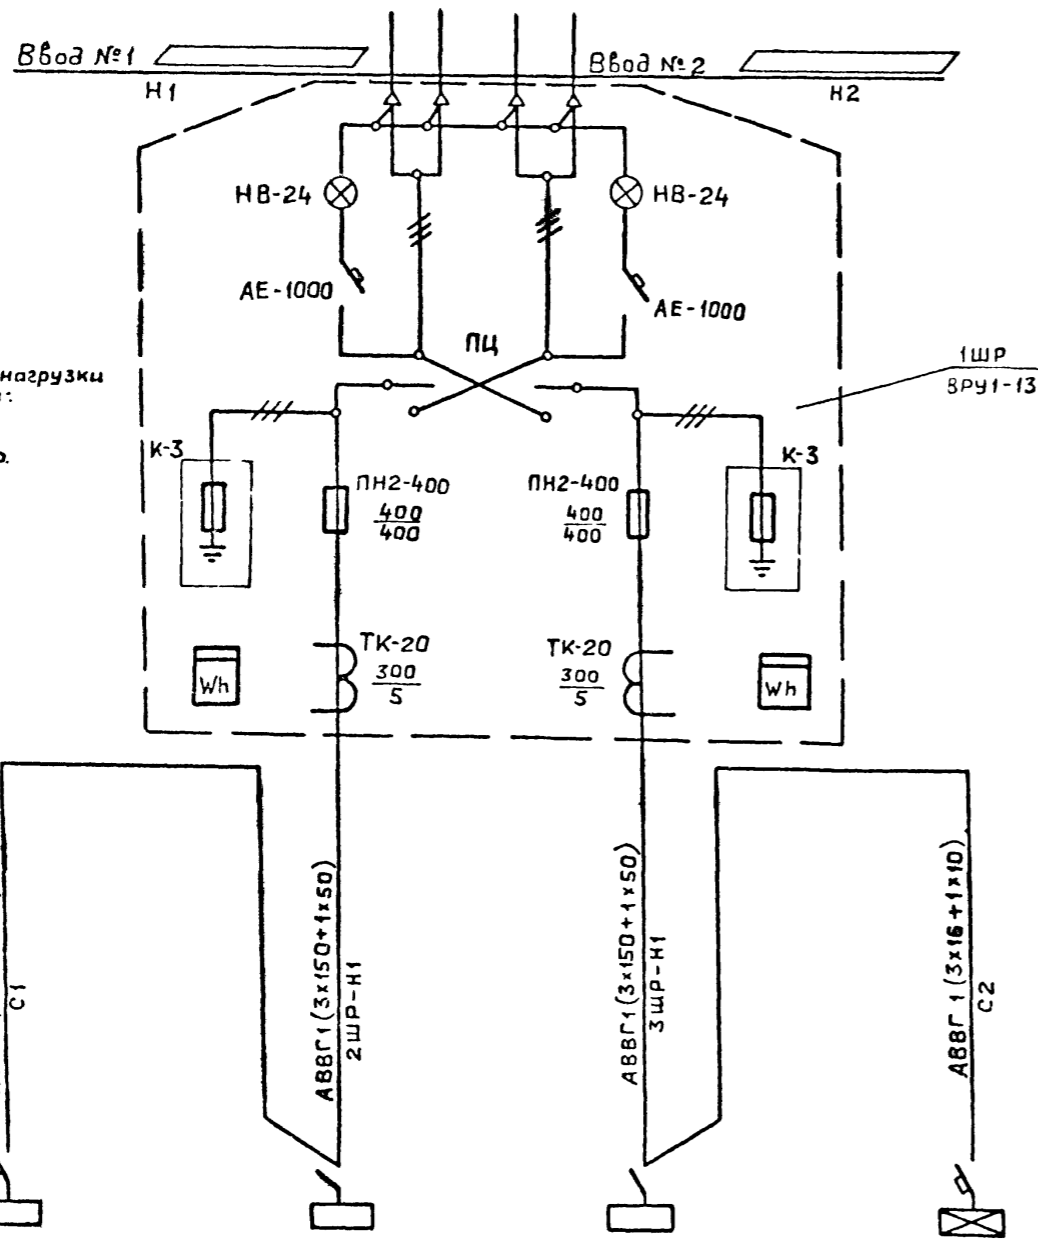 Ввод №1
Ввод №2
Н1
Н2
НВ-24
НВ-24
АЕ-1000
АЕ-1000
ПЦ
нагрузки
1ШР
ВРУ1-13
К-3
К-3
ПН2-400
400
400
ПН2-400
400
400
ТК-20
300
5
ТК-20
300
5
Wh
Wh
С1
АВВГ1(3х150+1х50)
2ШР-Н1
АВВГ1(3х150+1х50)
3ШР-Н1
АВВГ1(3х16+1х10)
С2